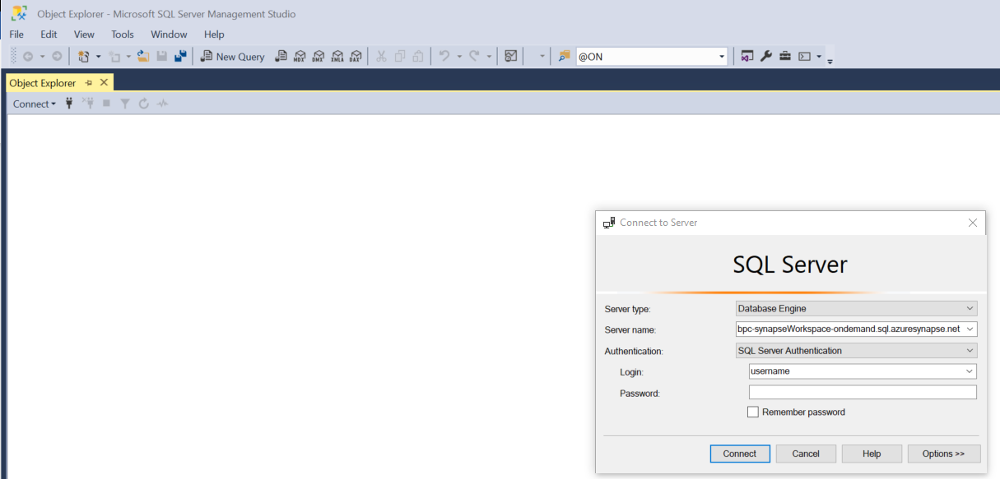 Object Explorer - Microsoft SQL Server Management Studio
File Edit View Tools Window Help
New Query MDX DMX XMLA DAX @ON
Object Explorer
Connect
Connect to Server
SQL Server
Server type: Database Engine
Server name: bpc-synapseWorkspace-ondemand.sql.azuresynapse.net
Authentication: SQL Server Authentication
Login: username
Password:
Remember password
Connect Cancel Help Options >>